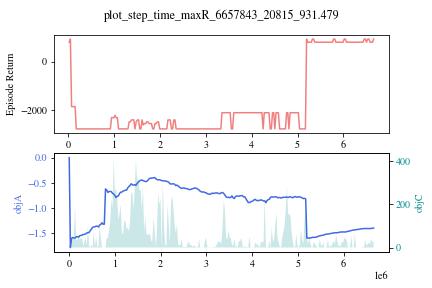 plot_step_time_maxR_6657843_20815_931.479
Episode Return
0
−2000
0 1 2 3 4 5 6
objA
0.0
−0.5
−1.0
−1.5
objC
400
200
0
0 1 2 3 4 5 6
1e6